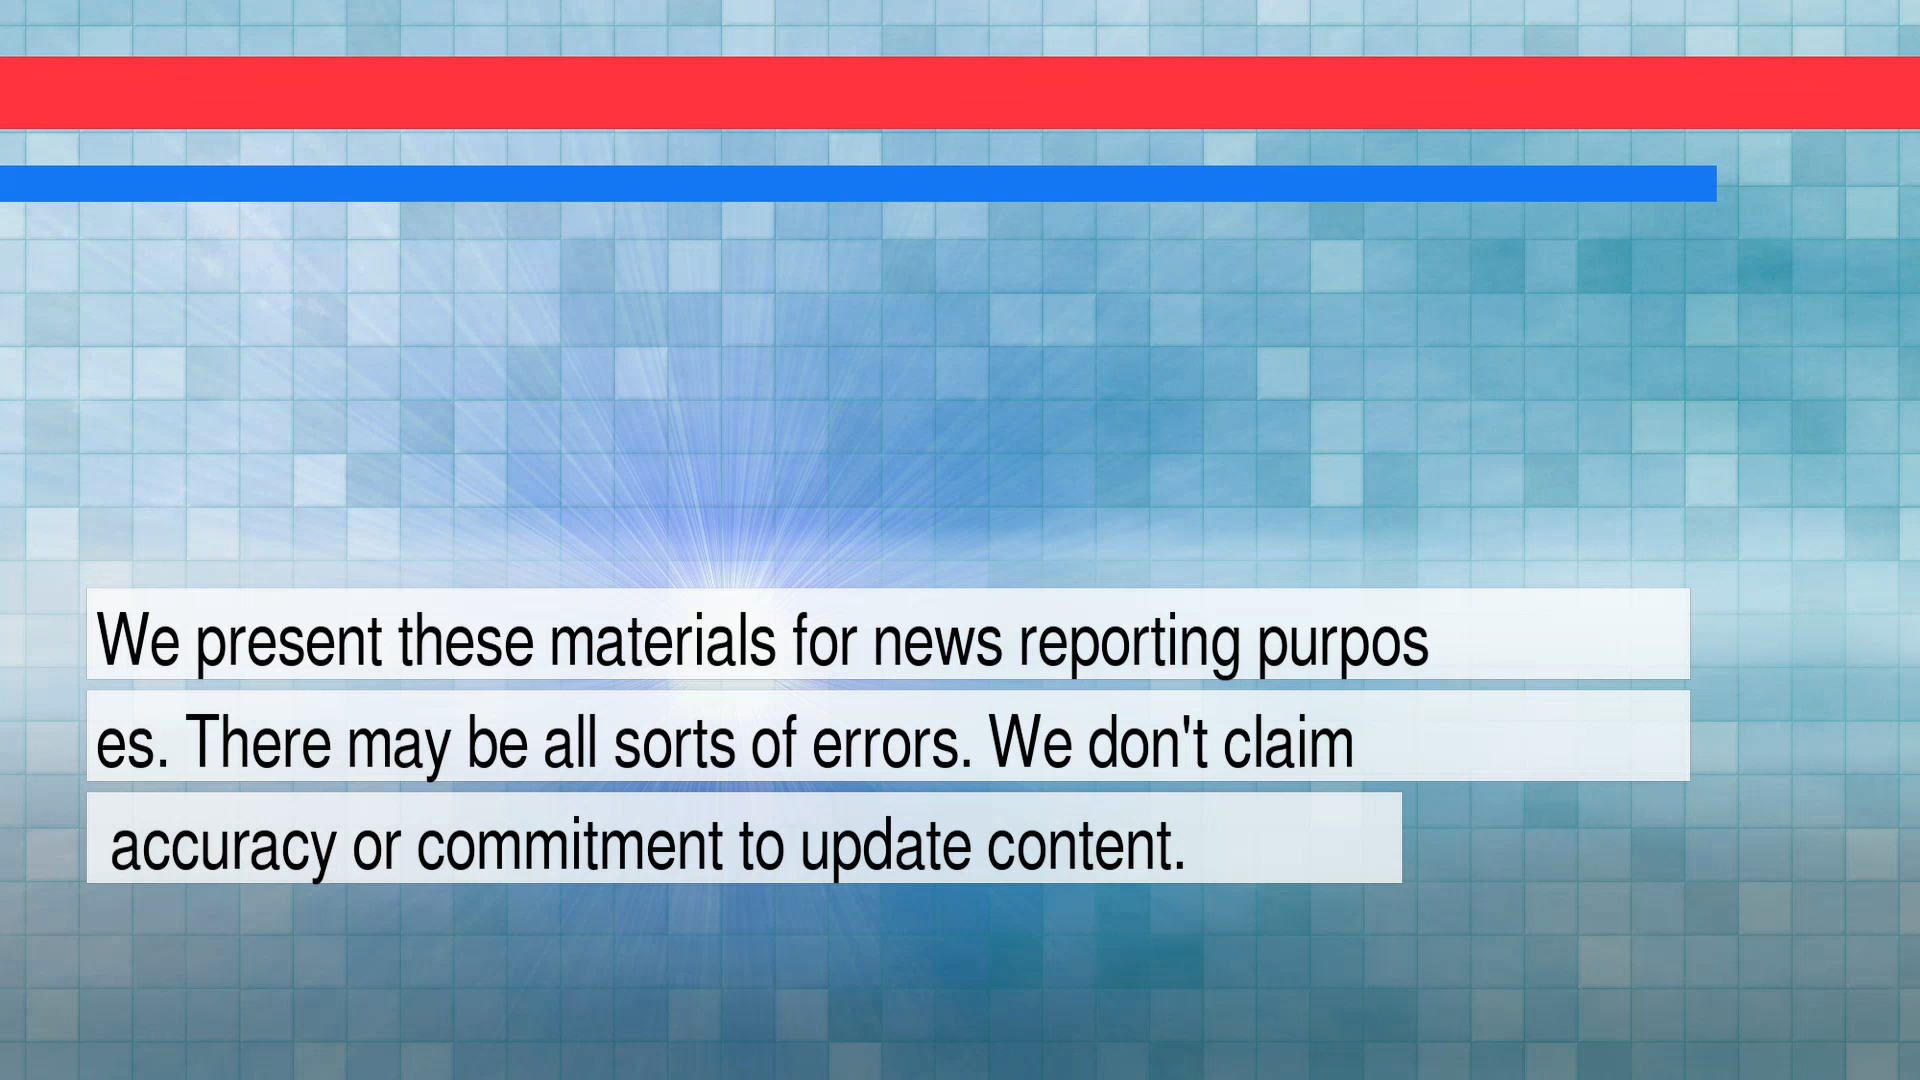 We present these materials for news reporting purpos
es. There may be all sorts of errors. We don't claim
accuracy or commitment to update content.